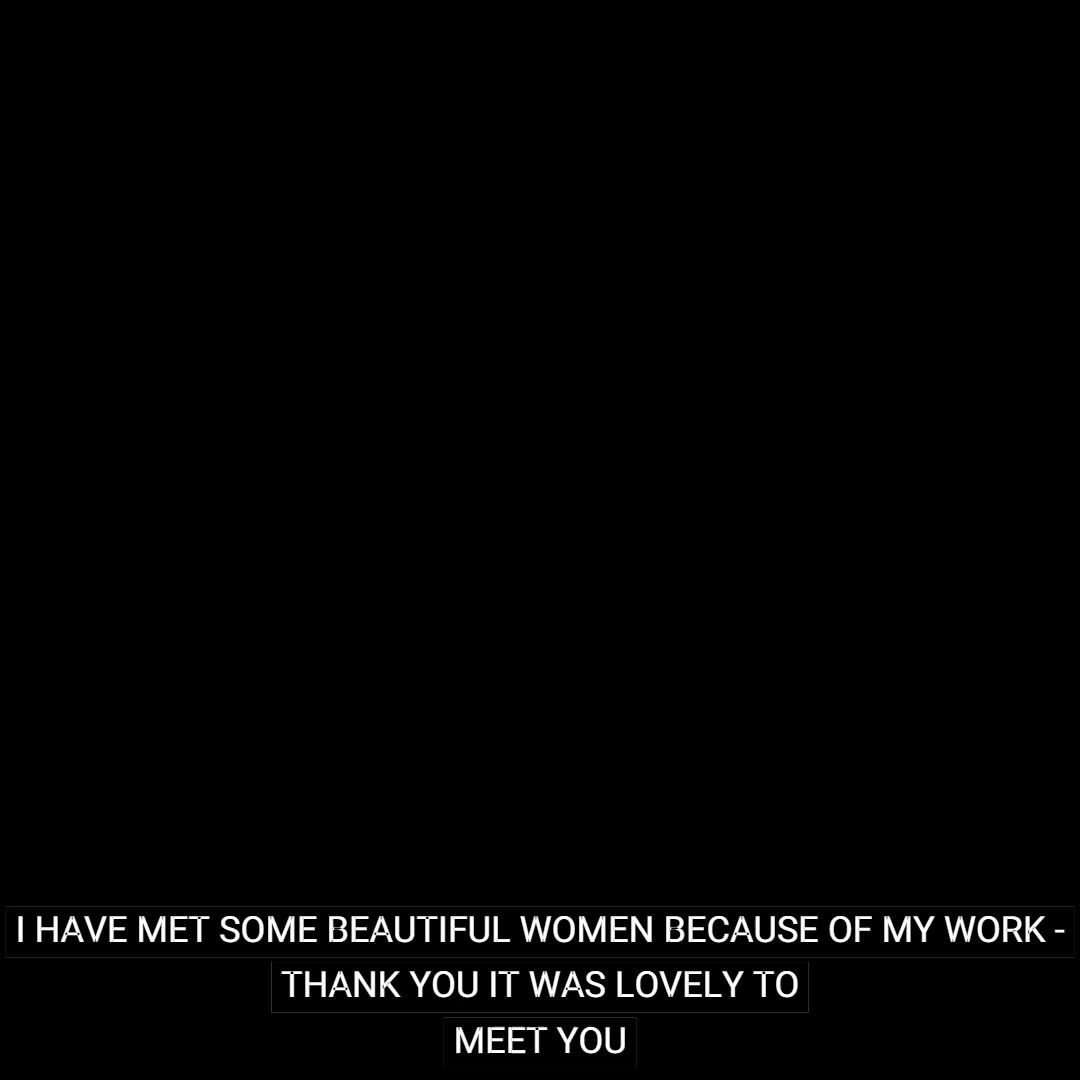 I HAVE MET SOME BEAUTIFUL WOMEN BECAUSE OF MY WORK -
THANK YOU IT WAS LOVELY TO
MEET YOU